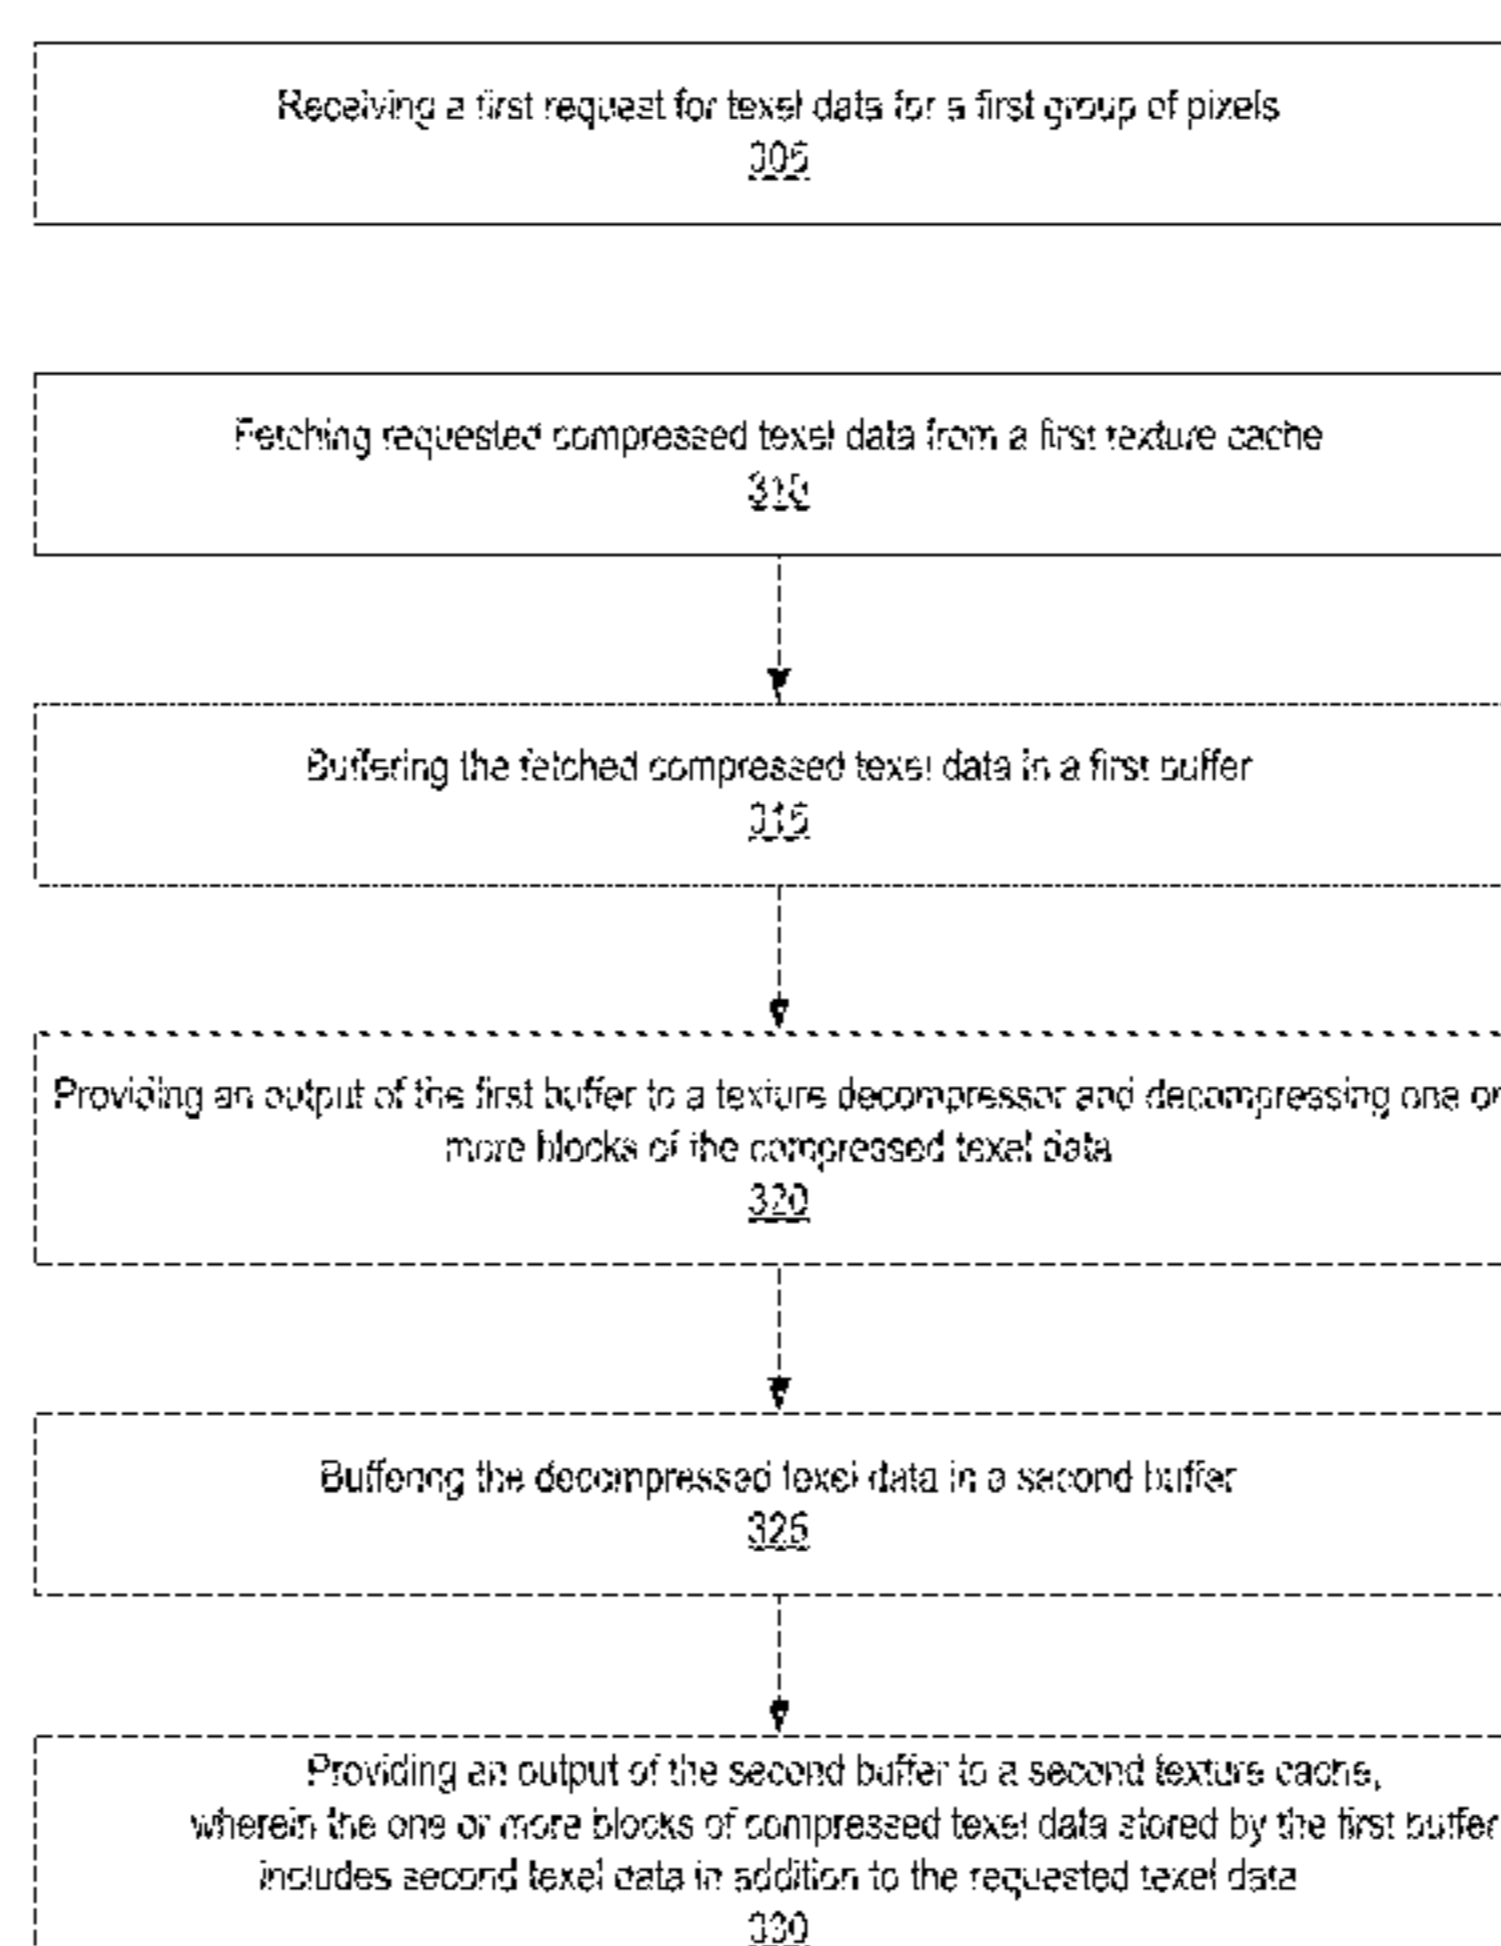 Receiving a first request for texel data for a first group of pixels
305
Fetching requested compressed texel data from a first texture cache
310
Buffering the fetched compressed texel data in a first buffer
315
Providing an output of the first buffer to a texture decompressor and decompressing one or
more blocks of the compressed texel data
320
Buffering the decompressed texel data in a second buffer
325
Providing an output of the second buffer to a second texture cache,
wherein the one or more blocks of compressed texel data stored by the first buffer
includes second texel data in addition to the requested texel data
330